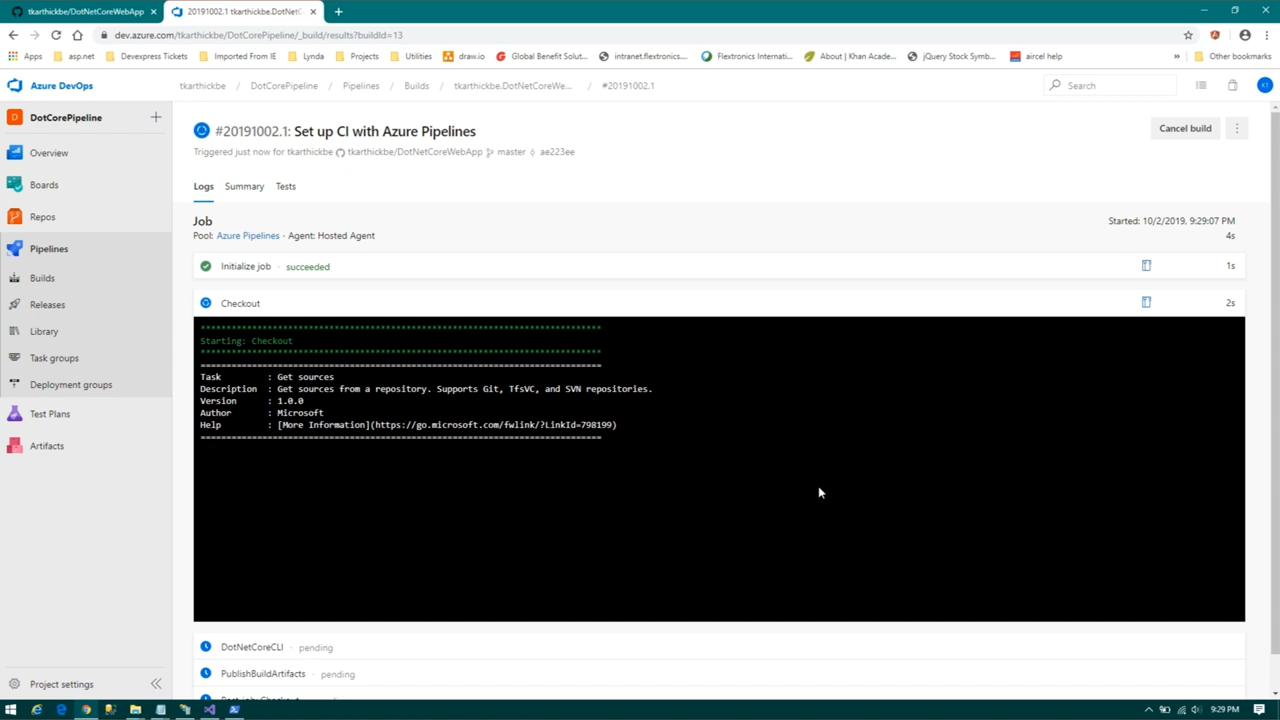 tkarthickbe/DotNetCoreWebApp
20191002.1 tkarthickbe.DotNetC
dev.azure.com/tkarthickbe/DotCorePipeline/_build/results?buildId=13
Apps asp.net Devexpress Tickets Imported From IE Lynda Projects Utilities draw.io Global Benefit Solut... intranet.flextronics.... Flextronics Internati... About | Khan Acade... jQuery Stock Symb... aircel help » Other bookmarks
Azure DevOps
tkarthickbe / DotCorePipeline / Pipelines / Builds / tkarthickbe.DotNetCoreWe... / #20191002.1
Search
KT
D DotCorePipeline
Overview
Boards
Repos
Pipelines
Builds
Releases
Library
Task groups
Deployment groups
Test Plans
Artifacts
Project settings
#20191002.1: Set up CI with Azure Pipelines
Cancel build
Triggered just now for tkarthickbe tkarthickbe/DotNetCoreWebApp master ae223ee
Logs Summary Tests
Job
Started: 10/2/2019, 9:29:07 PM
Pool: Azure Pipelines · Agent: Hosted Agent
4s
Initialize job · succeeded
1s
Checkout
2s
Starting: Checkout
Task : Get sources
Description : Get sources from a repository. Supports Git, TfsVC, and SVN repositories.
Version : 1.0.0
Author : Microsoft
Help : [More Information](https://go.microsoft.com/fwlink/?LinkId=798199)
DotNetCoreCLI · pending
PublishBuildArtifacts · pending
9:29 PM